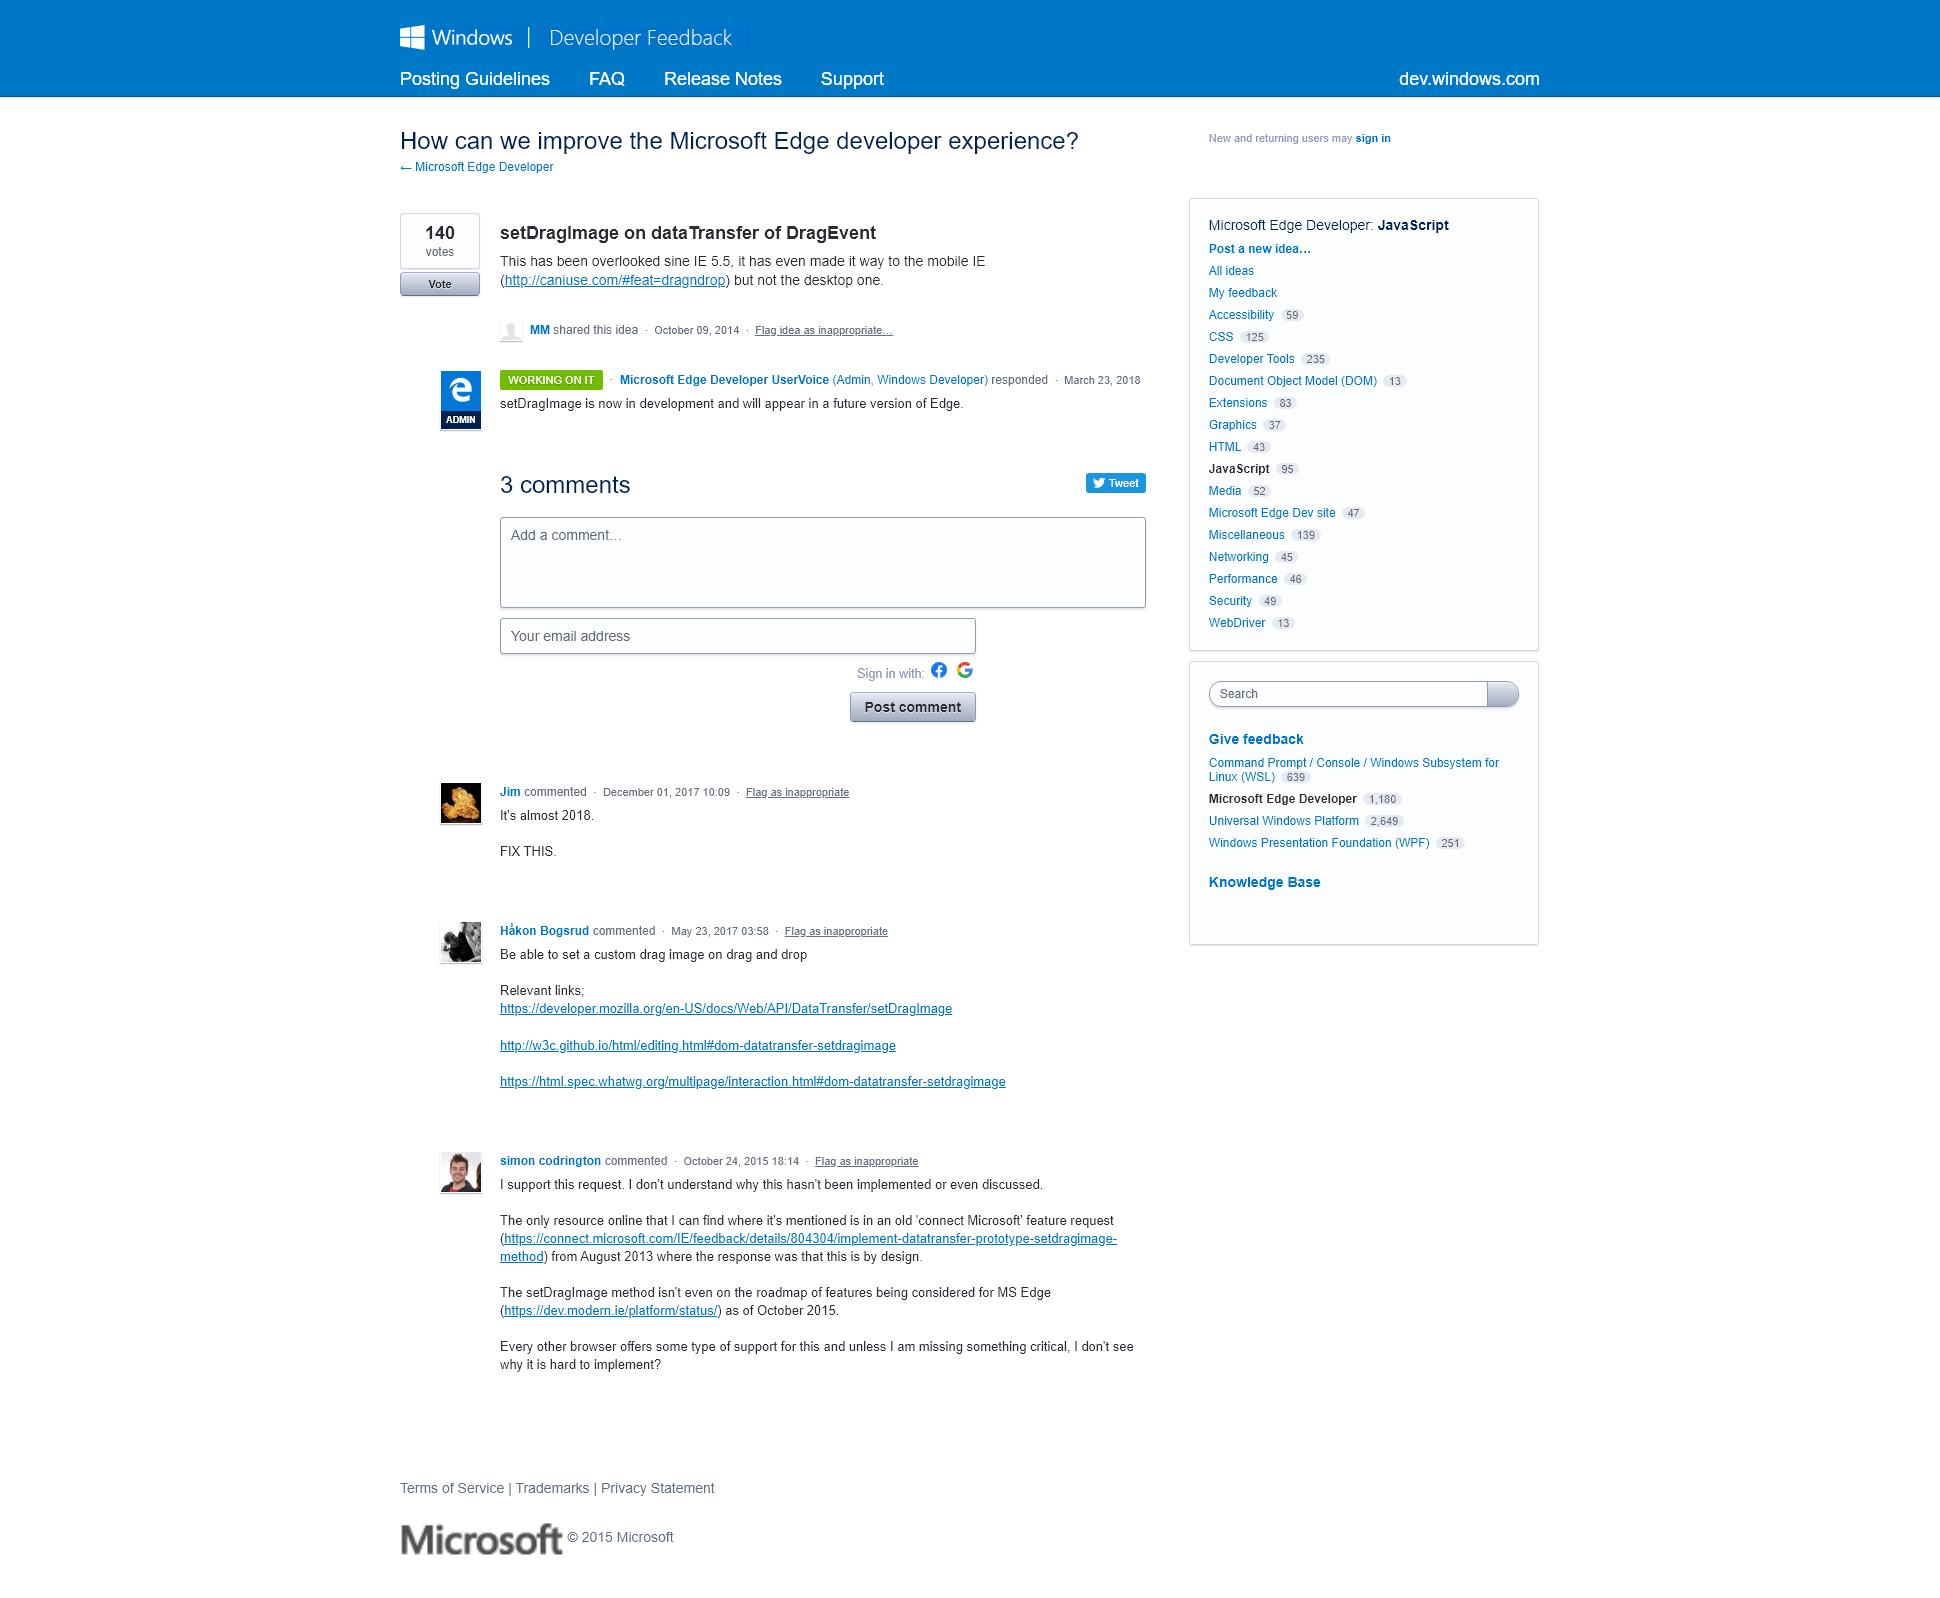 Windows | Developer Feedback
Posting Guidelines FAQ Release Notes Support dev.windows.com
How can we improve the Microsoft Edge developer experience?
← Microsoft Edge Developer
New and returning users may sign in
140
votes
Vote
setDragImage on dataTransfer of DragEvent
This has been overlooked sine IE 5.5, it has even made it way to the mobile IE
(http://caniuse.com/#feat=dragndrop) but not the desktop one.
MM shared this idea · October 09, 2014 · Flag idea as inappropriate…
ADMIN
WORKING ON IT · Microsoft Edge Developer UserVoice (Admin, Windows Developer) responded · March 23, 2018
setDragImage is now in development and will appear in a future version of Edge.
3 comments
Tweet
Add a comment…
Your email address
Sign in with:
Post comment
Jim commented · December 01, 2017 10:09 · Flag as inappropriate
It's almost 2018.
FIX THIS.
Håkon Bogsrud commented · May 23, 2017 03:58 · Flag as inappropriate
Be able to set a custom drag image on drag and drop
Relevant links;
https://developer.mozilla.org/en-US/docs/Web/API/DataTransfer/setDragImage
http://w3c.github.io/html/editing.html#dom-datatransfer-setdragimage
https://html.spec.whatwg.org/multipage/interaction.html#dom-datatransfer-setdragimage
simon codrington commented · October 24, 2015 18:14 · Flag as inappropriate
I support this request. I don't understand why this hasn't been implemented or even discussed.
The only resource online that I can find where it's mentioned is in an old 'connect Microsoft' feature request
(https://connect.microsoft.com/IE/feedback/details/804304/implement-datatransfer-prototype-setdragimage-
method) from August 2013 where the response was that this is by design.
The setDragImage method isn't even on the roadmap of features being considered for MS Edge
(https://dev.modern.ie/platform/status/) as of October 2015.
Every other browser offers some type of support for this and unless I am missing something critical, I don't see
why it is hard to implement?
Microsoft Edge Developer: JavaScript
Post a new idea…
All ideas
My feedback
Accessibility 59
CSS 125
Developer Tools 235
Document Object Model (DOM) 13
Extensions 83
Graphics 37
HTML 43
JavaScript 95
Media 52
Microsoft Edge Dev site 47
Miscellaneous 139
Networking 45
Performance 46
Security 49
WebDriver 13
Search
Give feedback
Command Prompt / Console / Windows Subsystem for
Linux (WSL) 639
Microsoft Edge Developer 1,180
Universal Windows Platform 2,649
Windows Presentation Foundation (WPF) 251
Knowledge Base
Terms of Service | Trademarks | Privacy Statement
Microsoft © 2015 Microsoft